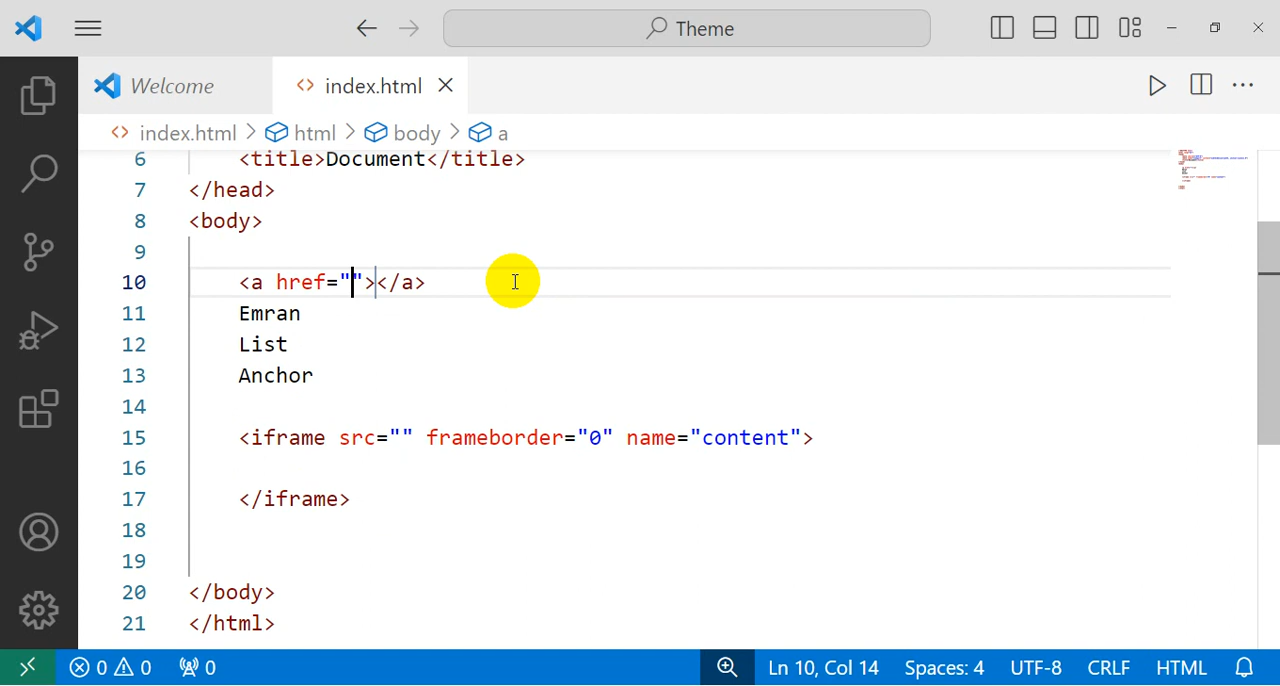 Theme
Welcome
index.html
index.html > html > body > a
6 <title>Document</title>
7 </head>
8 <body>
9
10 <a href=""></a>
11 Emran
12 List
13 Anchor
14
15 <iframe src="" frameborder="0" name="content">
16
17 </iframe>
18
19
20 </body>
21 </html>
0 0 0 Ln 10, Col 14 Spaces: 4 UTF-8 CRLF HTML